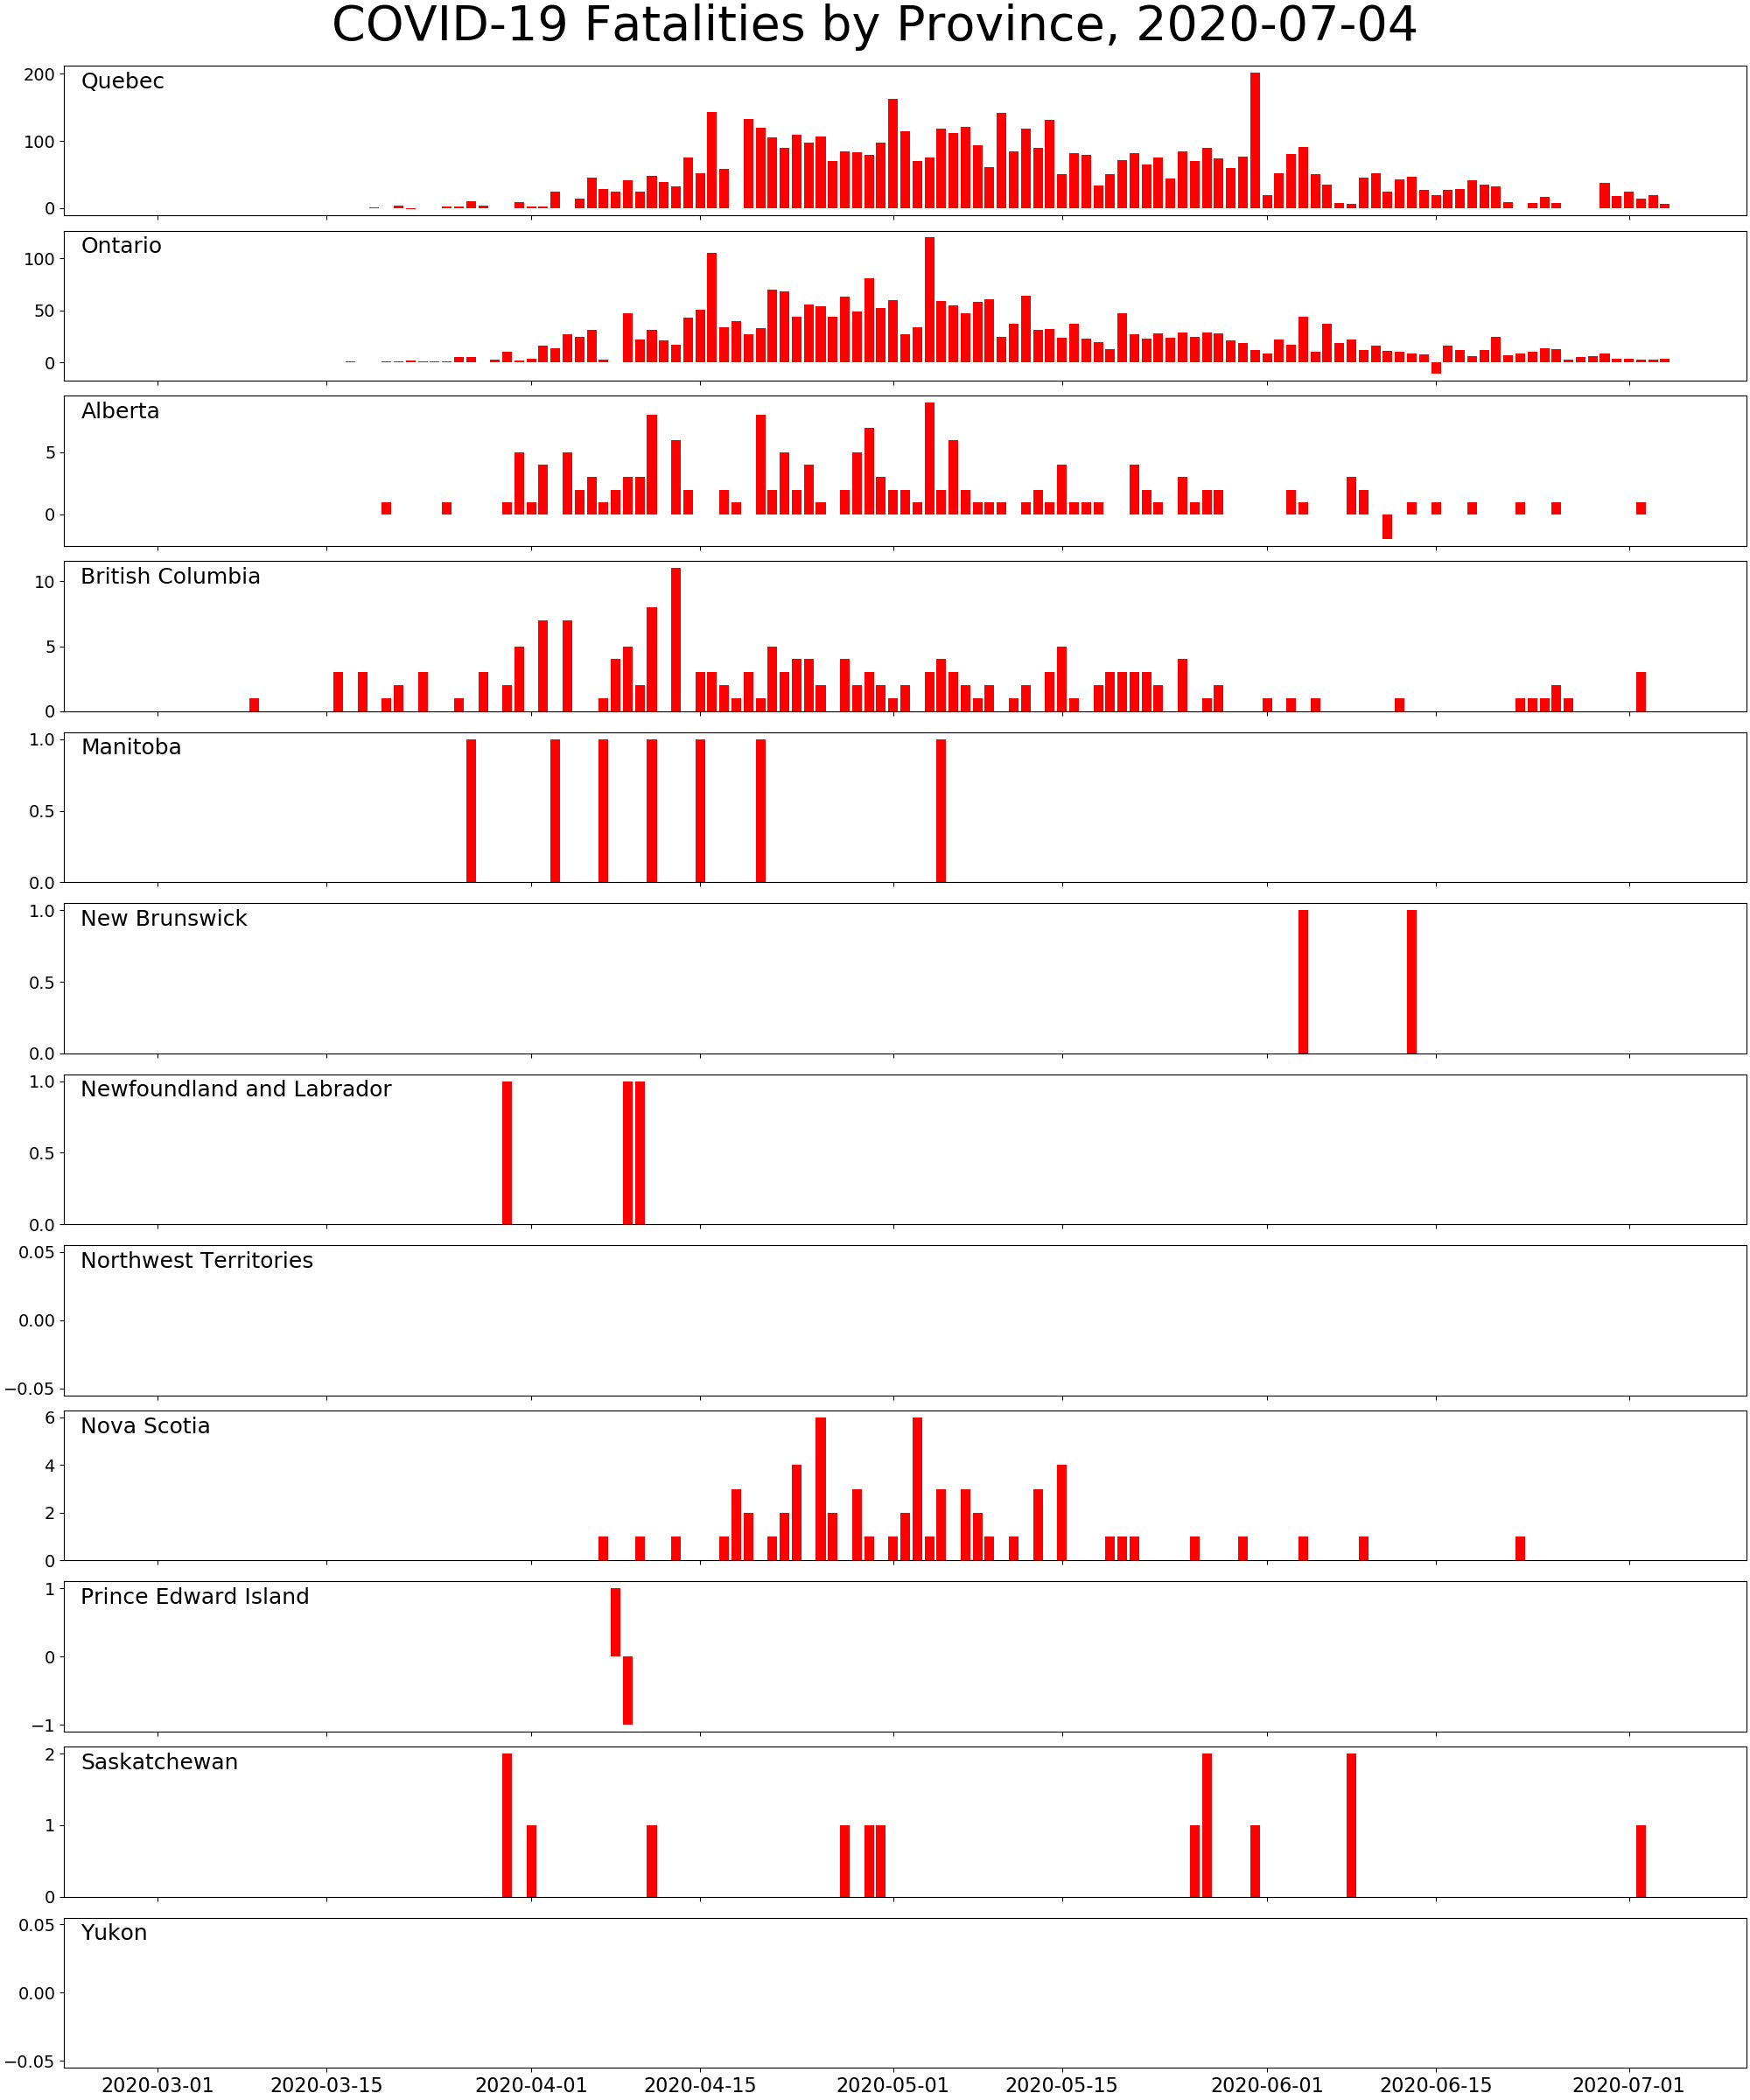 COVID-19 Fatalities by Province, 2020-07-04
Quebec
200
100
0
Ontario
100
50
0
Alberta
5
0
British Columbia
10
5
0
Manitoba
1.0
0.5
0.0
New Brunswick
1.0
0.5
0.0
Newfoundland and Labrador
1.0
0.5
0.0
Northwest Territories
0.05
0.00
−0.05
Nova Scotia
6
4
2
0
Prince Edward Island
1
0
−1
Saskatchewan
2
1
0
Yukon
0.05
0.00
−0.05
2020-03-01 2020-03-15 2020-04-01 2020-04-15 2020-05-01 2020-05-15 2020-06-01 2020-06-15 2020-07-01